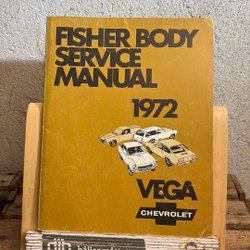 FISHER BODY
SERVICE
MANUAL
1972
VEGA
CHEVROLET